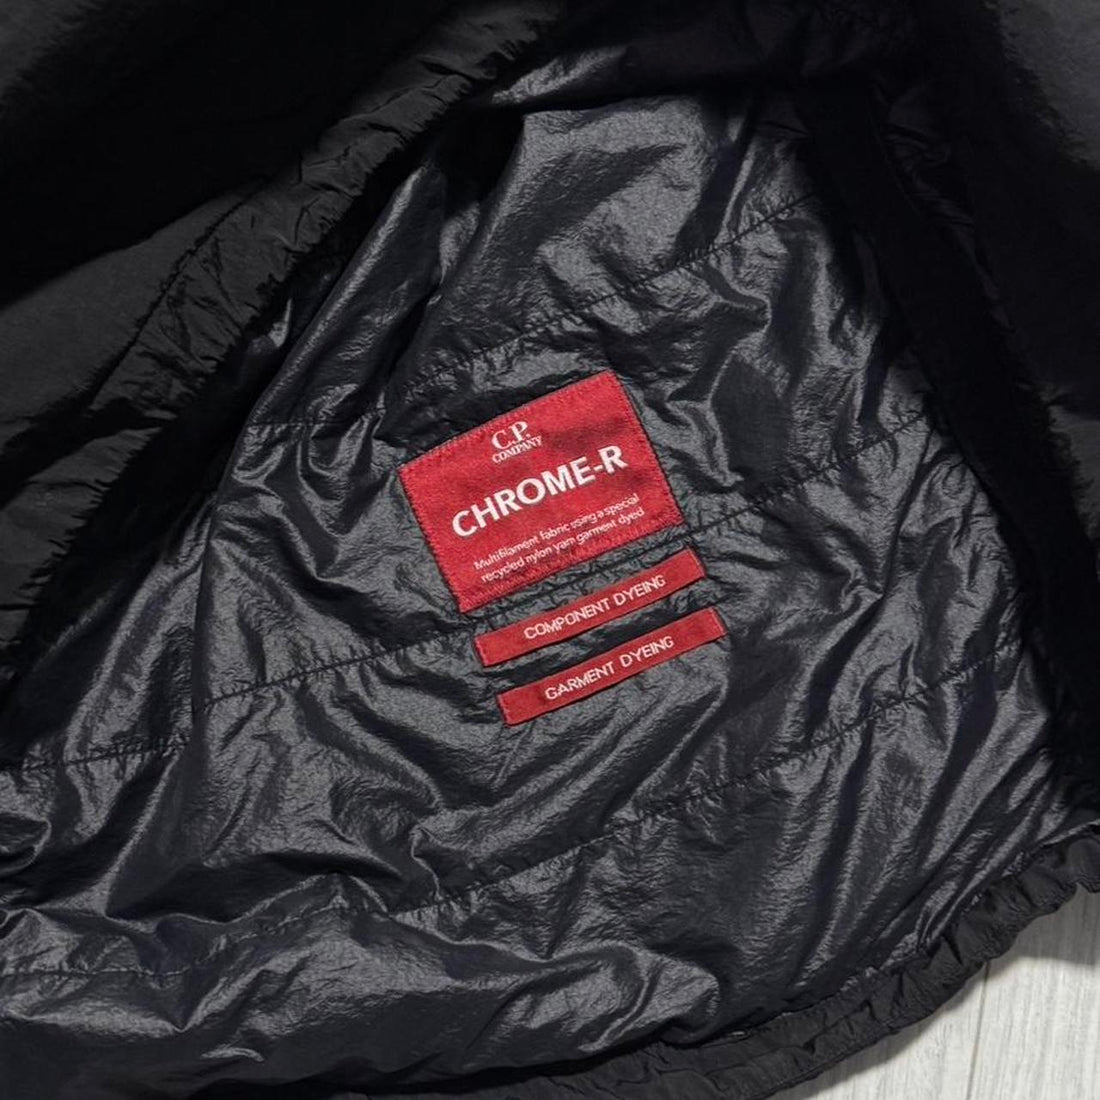 C.P.
COMPANY
CHROME-R
Multifilament fabric using a special
recycled nylon yarn garment dyed
COMPONENT DYEING
GARMENT DYEING